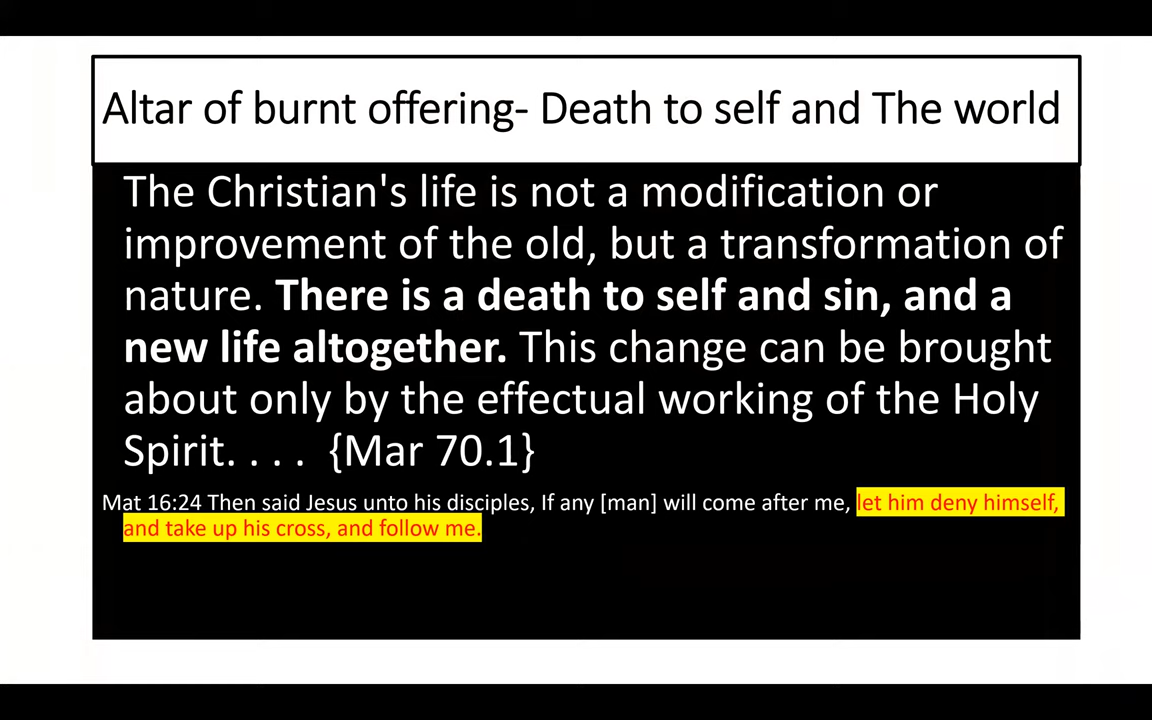 Altar of burnt offering- Death to self and The world
The Christian's life is not a modification or
improvement of the old, but a transformation of
nature. There is a death to self and sin, and a
new life altogether. This change can be brought
about only by the effectual working of the Holy
Spirit. . . .  {Mar 70.1}
Mat 16:24 Then said Jesus unto his disciples, If any [man] will come after me, let him deny himself,
and take up his cross, and follow me.